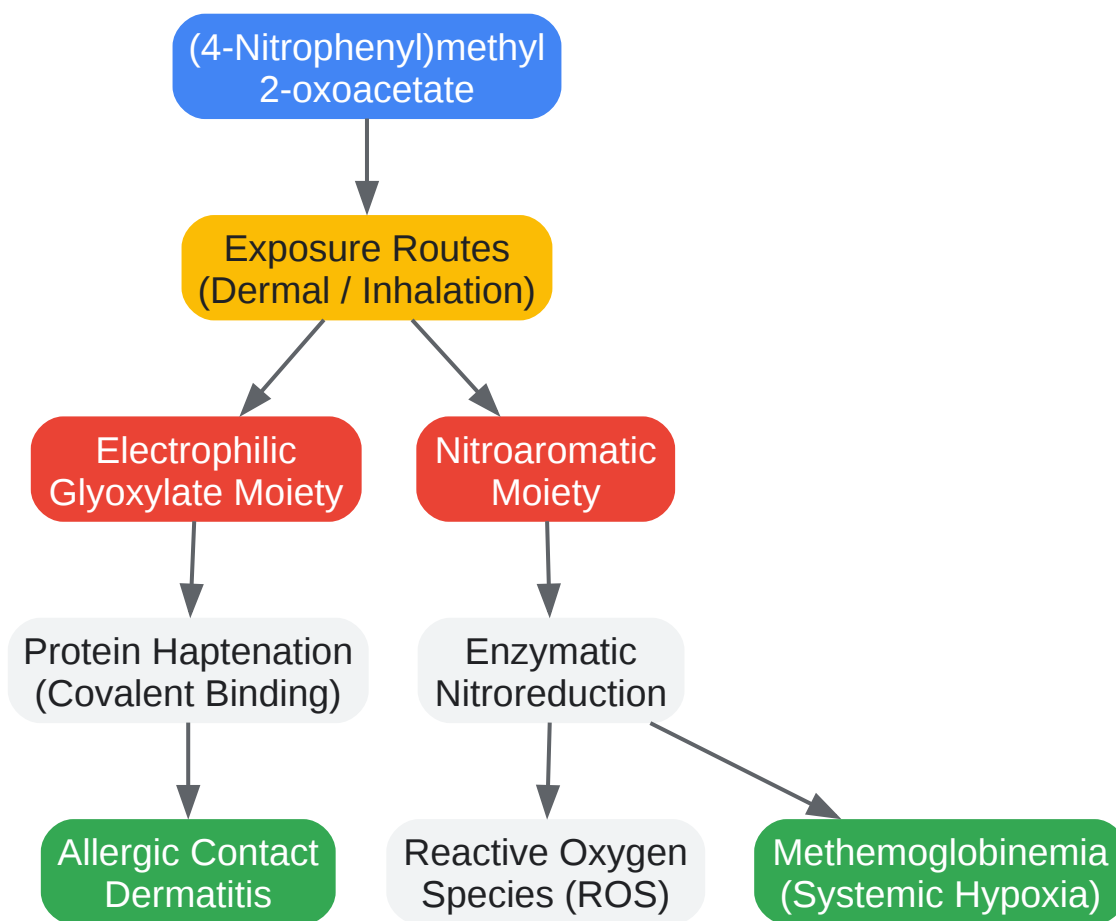 (4-Nitrophenyl)methyl
2-oxoacetate
Exposure Routes
(Dermal / Inhalation)
Electrophilic
Glyoxylate Moiety
Nitroaromatic
Moiety
Protein Haptenation
(Covalent Binding)
Enzymatic
Nitroreduction
Allergic Contact
Dermatitis
Reactive Oxygen
Species (ROS)
Methemoglobinemia
(Systemic Hypoxia)